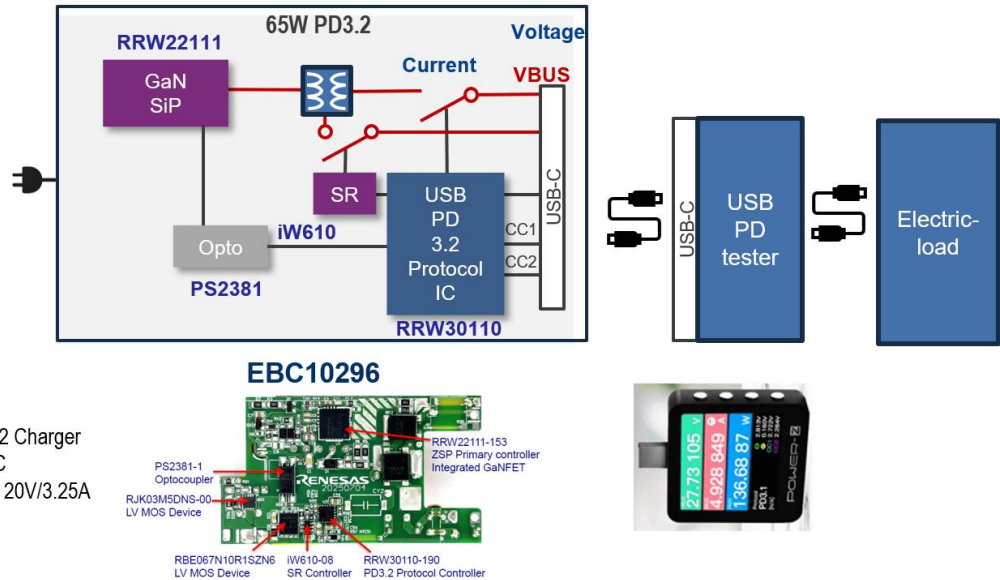 65W PD3.2
Voltage
RRW22111
Current
VBUS
GaN
SiP
SR
USB
PD
3.2
Protocol
IC
CC1
CC2
USB-C
iW610
Opto
PS2381
RRW30110
USB-C
USB
PD
tester
Electric-
load
EBC10296
2 Charger
C
20V/3.25A
RRW22111-153
ZSP Primary controller
Integrated GaNFET
PS2381-1
Optocoupler
RJK03M5DNS-00
LV MOS Device
RENESAS
20250704
CY2
RBE067N10R1SZN6
LV MOS Device
iW610-08
SR Controller
RRW30110-190
PD3.2 Protocol Controller
27.73 105 V
4.928 849 A
136.68 87 W
PD3.1
POWER-Z